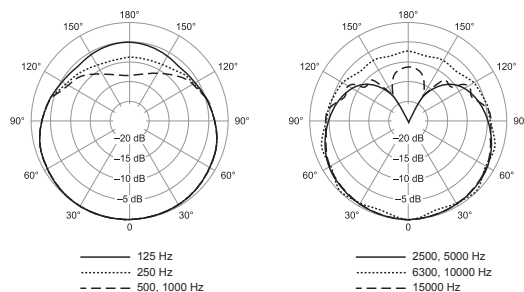 180°
150° 150°
120° 120°
90° 90°
60° 60°
30° 30°
0
–20 dB
–15 dB
–10 dB
–5 dB
125 Hz
250 Hz
500, 1000 Hz
180°
150° 150°
120° 120°
90° 90°
60° 60°
30° 30°
0
–20 dB
–15 dB
–10 dB
–5 dB
2500, 5000 Hz
6300, 10000 Hz
15000 Hz